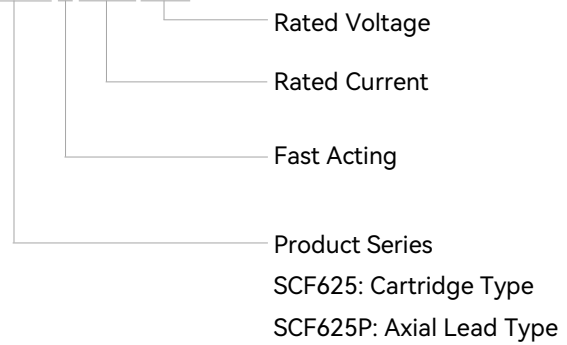 Rated Voltage
Rated Current
Fast Acting
Product Series
SCF625: Cartridge Type
SCF625P: Axial Lead Type